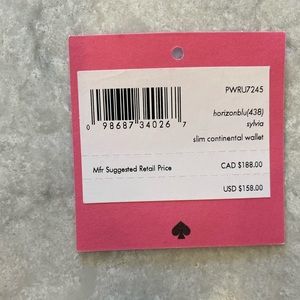 PWRU7245
horizonblu(438)
sylvia
slim continental wallet
0 98687 34026 7
Mfr Suggested Retail Price CAD $188.00
USD $158.00